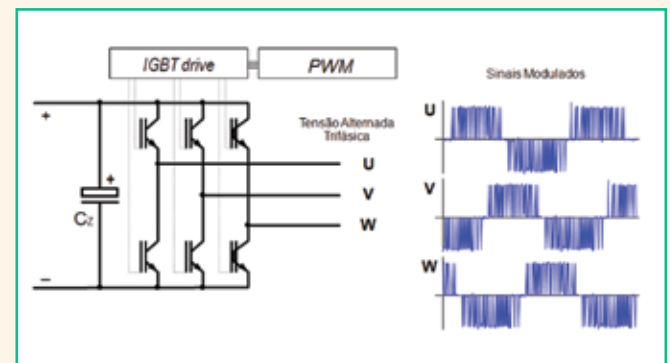 IGBT drive
PWM
Sinais Modulados
+
Tensão Alternada
Trifásica
U
V
W
+
Cz
–
U
V
W